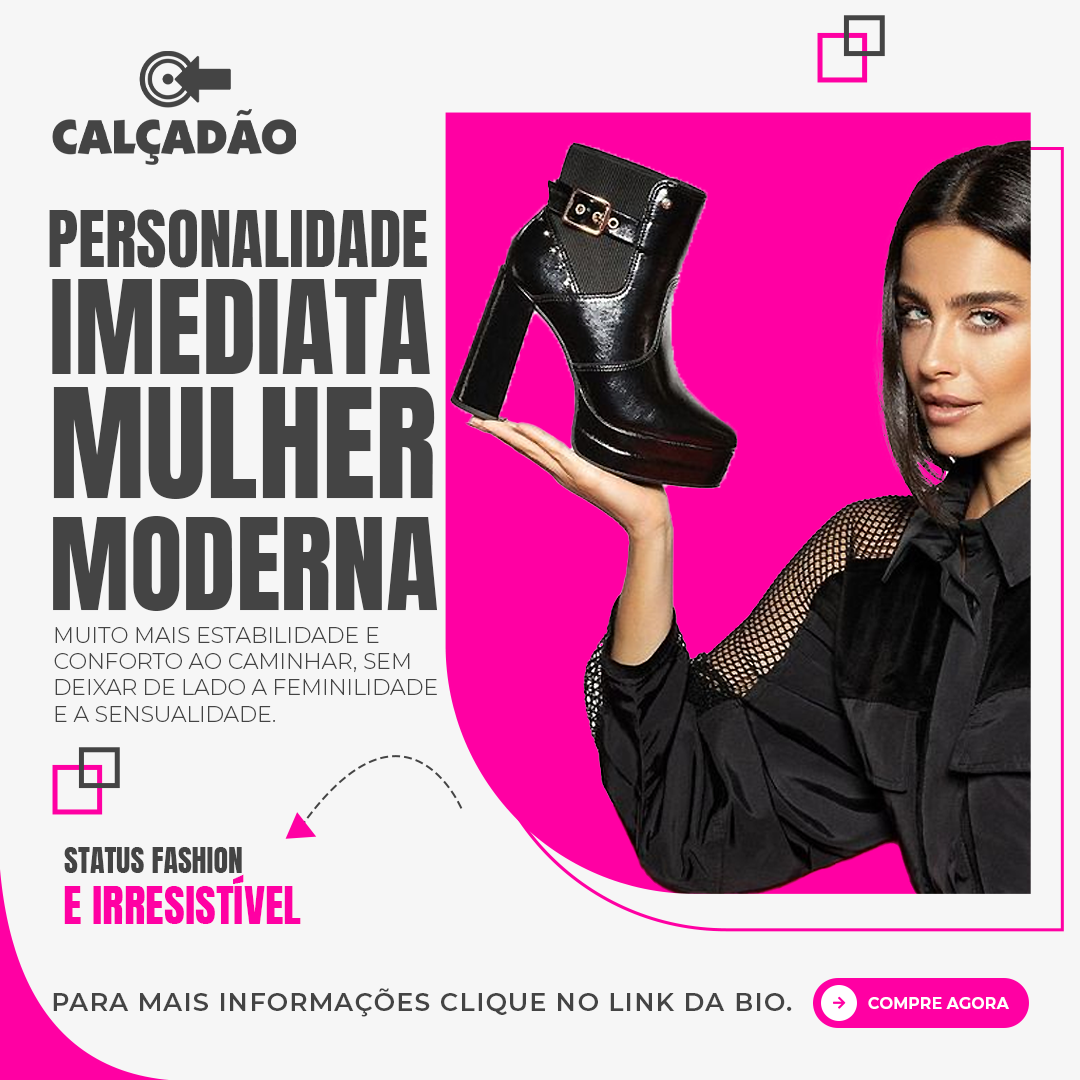 CALÇADÃO
PERSONALIDADE
IMEDIATA
MULHER
MODERNA
MUITO MAIS ESTABILIDADE E
CONFORTO AO CAMINHAR, SEM
DEIXAR DE LADO A FEMINILIDADE
E A SENSUALIDADE.
STATUS FASHION
E IRRESISTÍVEL
PARA MAIS INFORMAÇÕES CLIQUE NO LINK DA BIO.
COMPRE AGORA